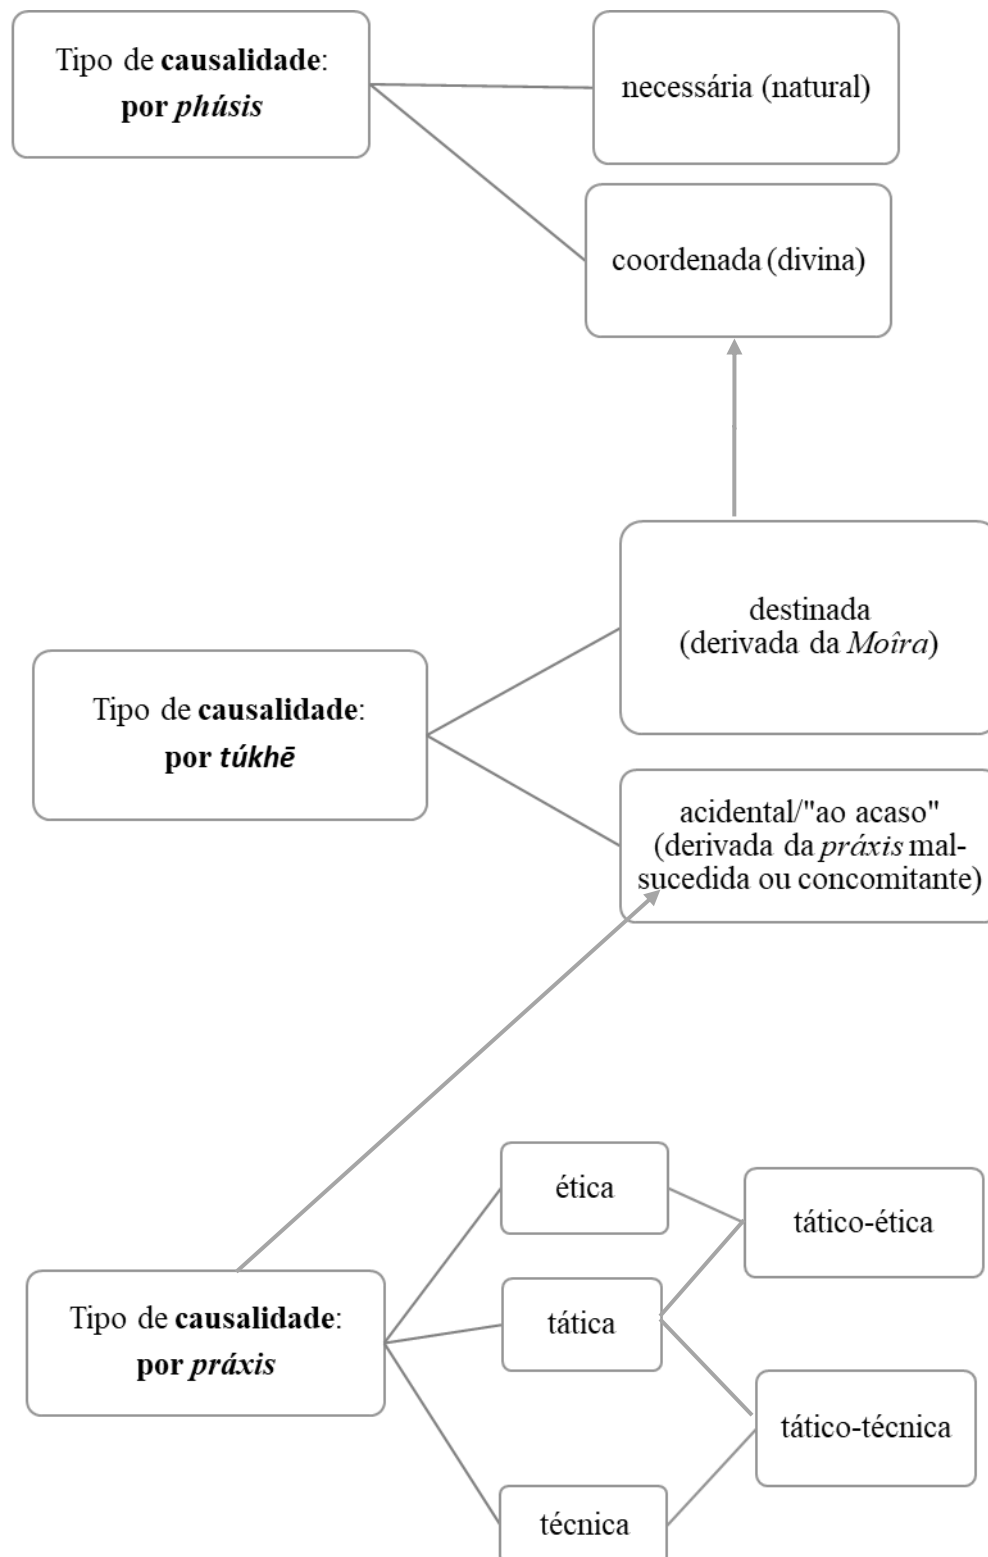 Tipo de causalidade:
por phúsis
necessária (natural)
coordenada (divina)
destinada
(derivada da Moîra)
Tipo de causalidade:
por túkhē
acidental/"ao acaso"
(derivada da práxis mal-
sucedida ou concomitante)
ética
tático-ética
Tipo de causalidade:
por práxis
tática
tático-técnica
técnica